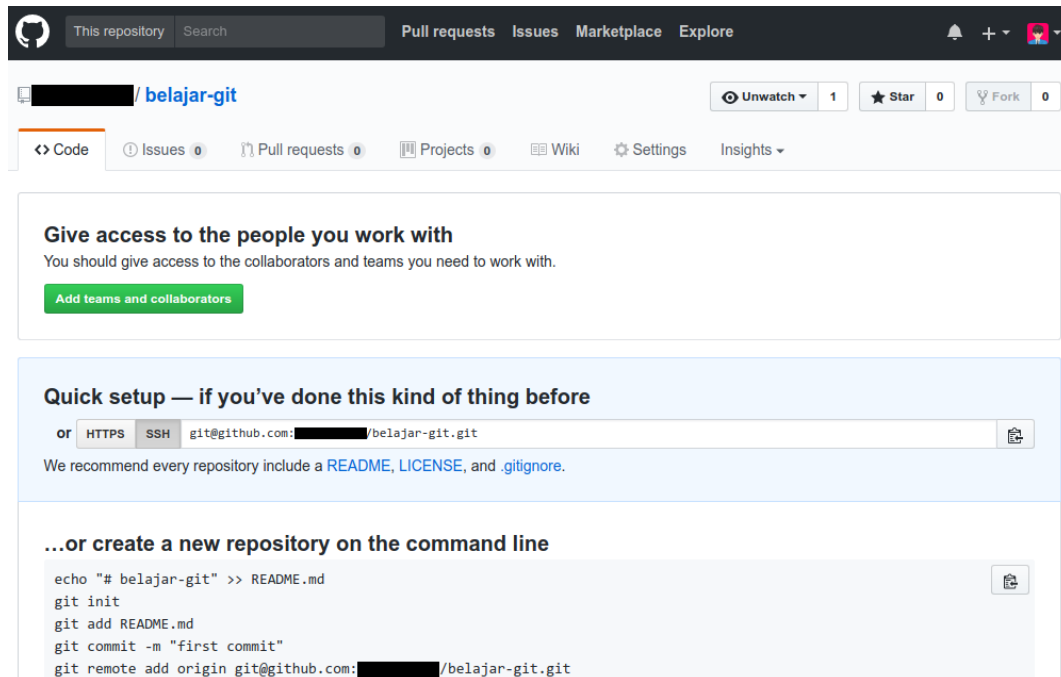 This repository Search Pull requests Issues Marketplace Explore
/ belajar-git Unwatch 1 Star 0 Fork 0
Code Issues 0 Pull requests 0 Projects 0 Wiki Settings Insights
Give access to the people you work with
You should give access to the collaborators and teams you need to work with.
Add teams and collaborators
Quick setup — if you’ve done this kind of thing before
or HTTPS SSH git@github.com: /belajar-git.git
We recommend every repository include a README, LICENSE, and .gitignore.
…or create a new repository on the command line
echo "# belajar-git" >> README.md
git init
git add README.md
git commit -m "first commit"
git remote add origin git@github.com: /belajar-git.git